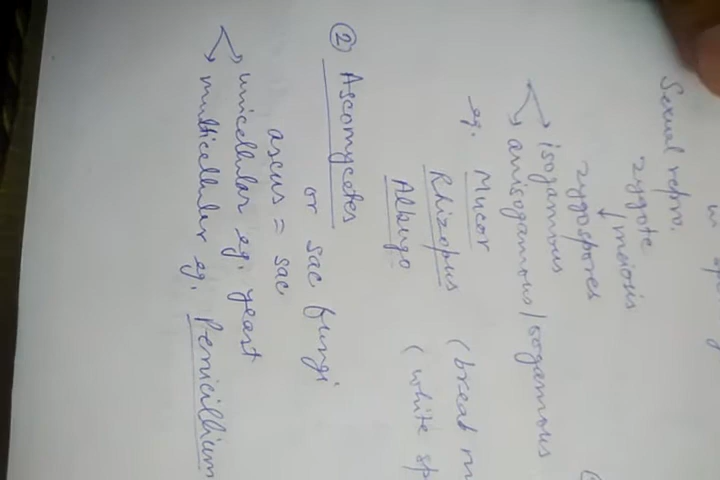 Sexual repro.
zygote
↓ meiosis
zygospores
→ isogamous
→ anisogamous/oogamous
eg. Mucor
Rhizopus (bread
Albugo (white
② Ascomycetes
or sac fungi
ascus = sac
→ unicellular eg. yeast
→ multicellular eg. Penicillium